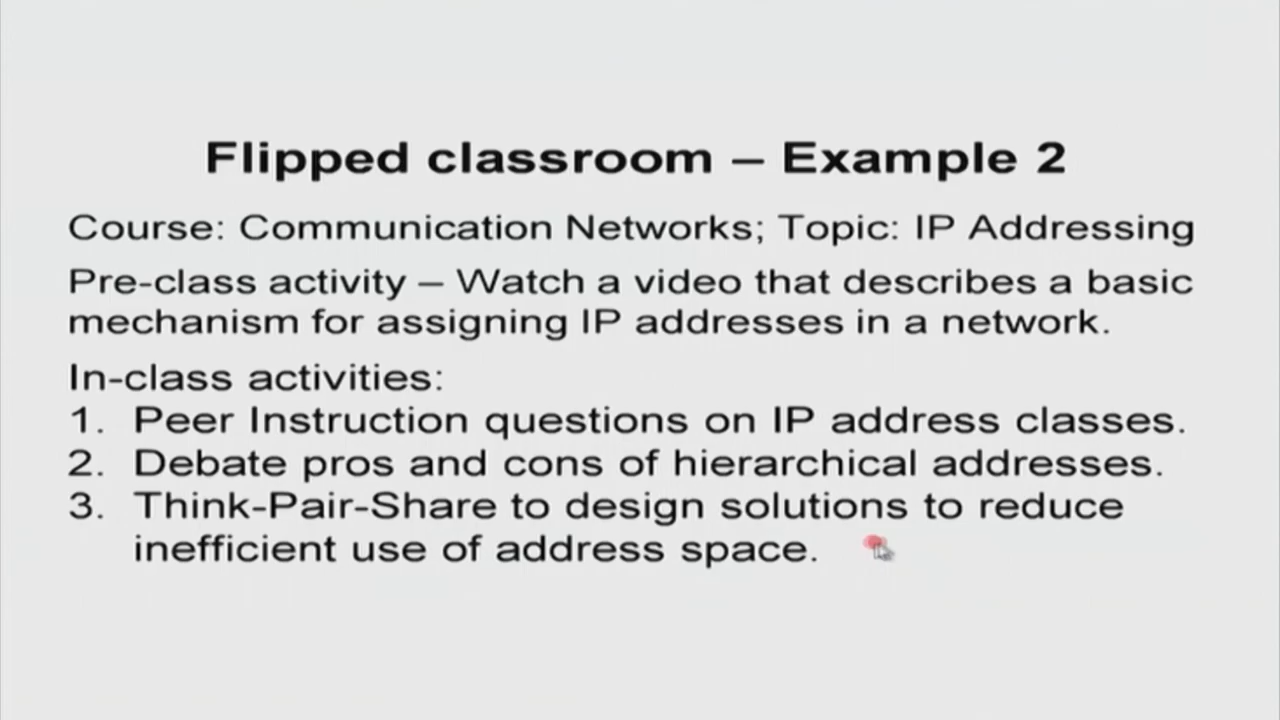 Flipped classroom – Example 2
Course: Communication Networks; Topic: IP Addressing
Pre-class activity – Watch a video that describes a basic
mechanism for assigning IP addresses in a network.
In-class activities:
1. Peer Instruction questions on IP address classes.
2. Debate pros and cons of hierarchical addresses.
3. Think-Pair-Share to design solutions to reduce
inefficient use of address space.